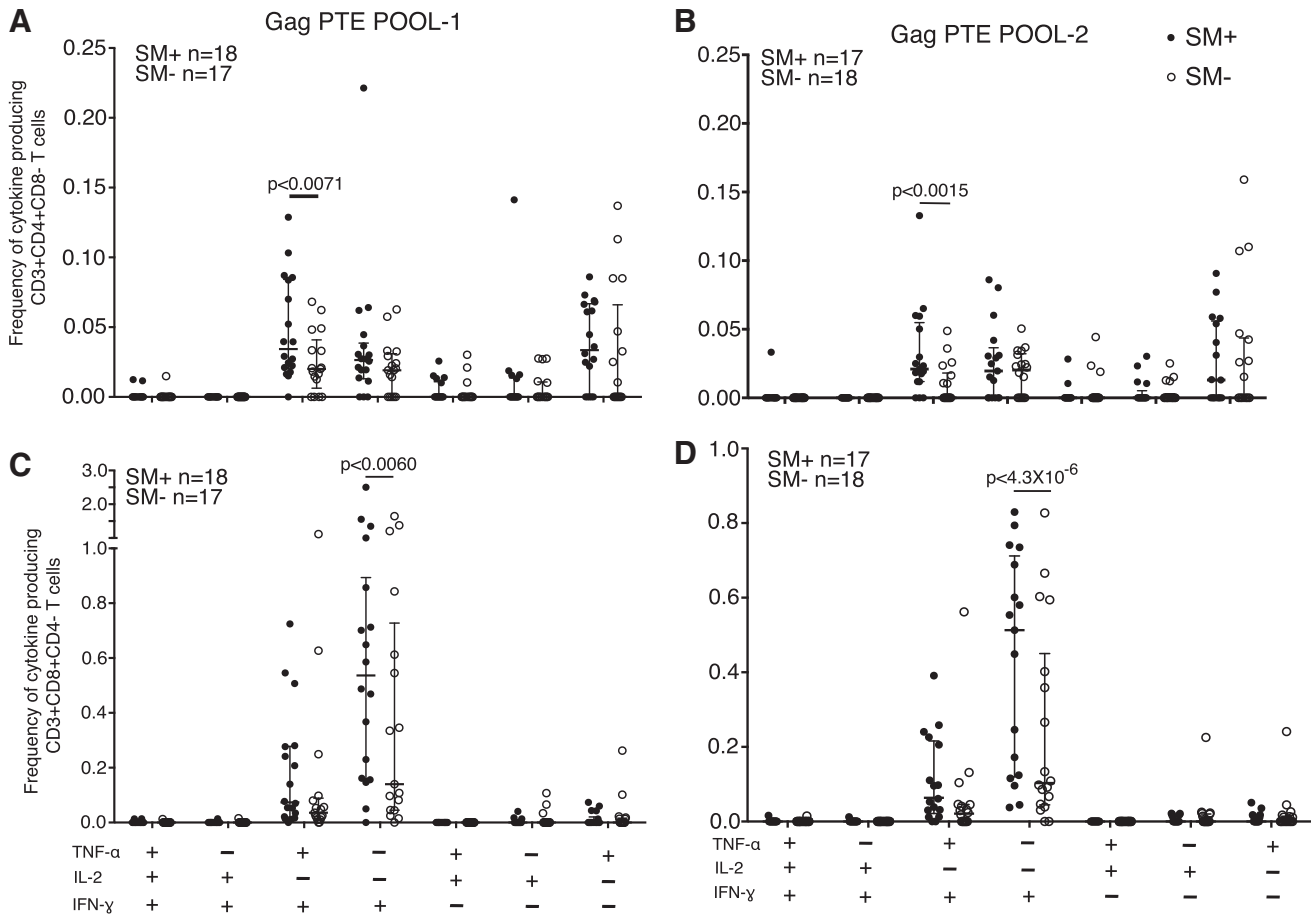 A
Gag PTE POOL-1
SM+ n=18
SM- n=17
Frequency of cytokine producing
CD3+CD4+CD8- T cells
0.25
0.20
0.15
0.10
0.05
0.00
p<0.0071
B
Gag PTE POOL-2
SM+ n=17
SM- n=18
SM+
SM-
0.25
0.20
0.15
0.10
0.05
0.00
p<0.0015
C
SM+ n=18
SM- n=17
Frequency of cytokine producing
CD3+CD8+CD4- T cells
3.0
2.0
1.0
0.8
0.6
0.4
0.2
0.0
p<0.0060
TNF-α + − + − + − +
IL-2 + + − − + + −
IFN-ɣ + + + + − − −
D
SM+ n=17
SM- n=18
1.0
0.8
0.6
0.4
0.2
0.0
p<4.3X10⁻⁶
TNF-α + − + − + − +
IL-2 + + − − + + −
IFN-ɣ + + + + − − −